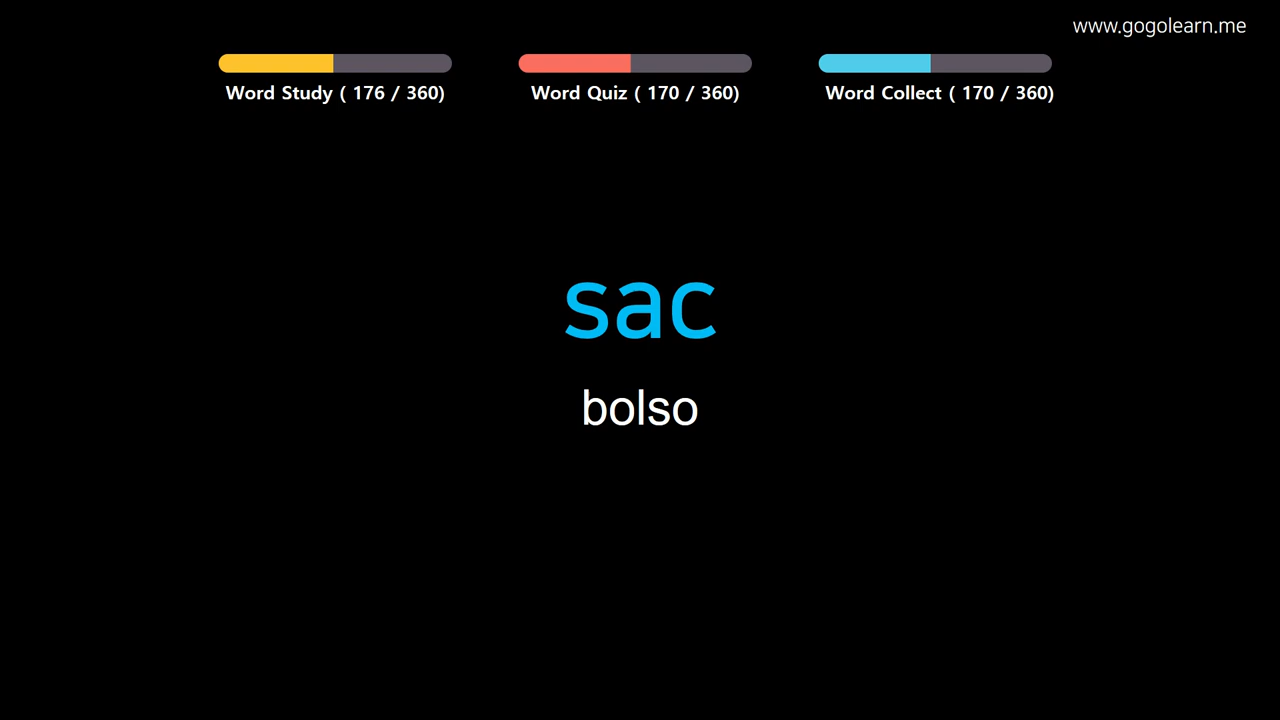 www.gogolearn.me
Word Study ( 176 / 360)
Word Quiz ( 170 / 360)
Word Collect ( 170 / 360)
sac
bolso